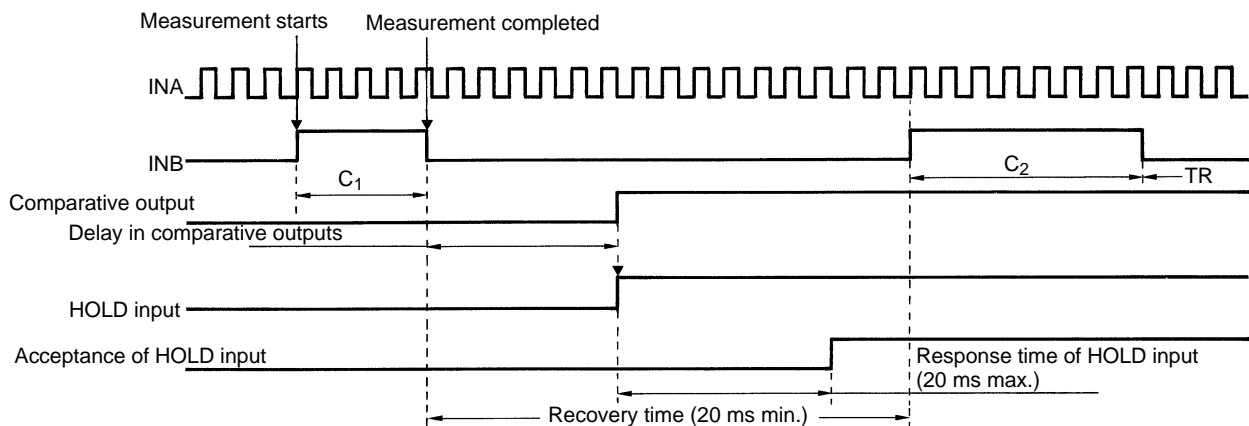 Measurement starts
Measurement completed
INA
INB
C1
C2
TR
Comparative output
Delay in comparative outputs
HOLD input
Acceptance of HOLD input
Response time of HOLD input
(20 ms max.)
Recovery time (20 ms min.)